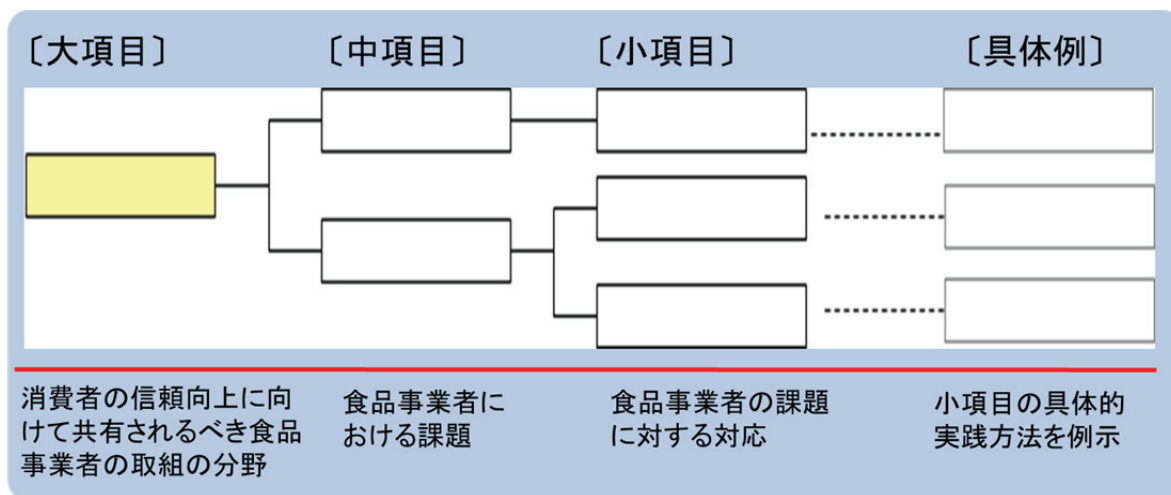 〔大項目〕
〔中項目〕
〔小項目〕
〔具体例〕
消費者の信頼向上に向
けて共有されるべき食品
事業者の取組の分野
食品事業者に
おける課題
食品事業者の課題
に対する対応
小項目の具体的
実践方法を例示